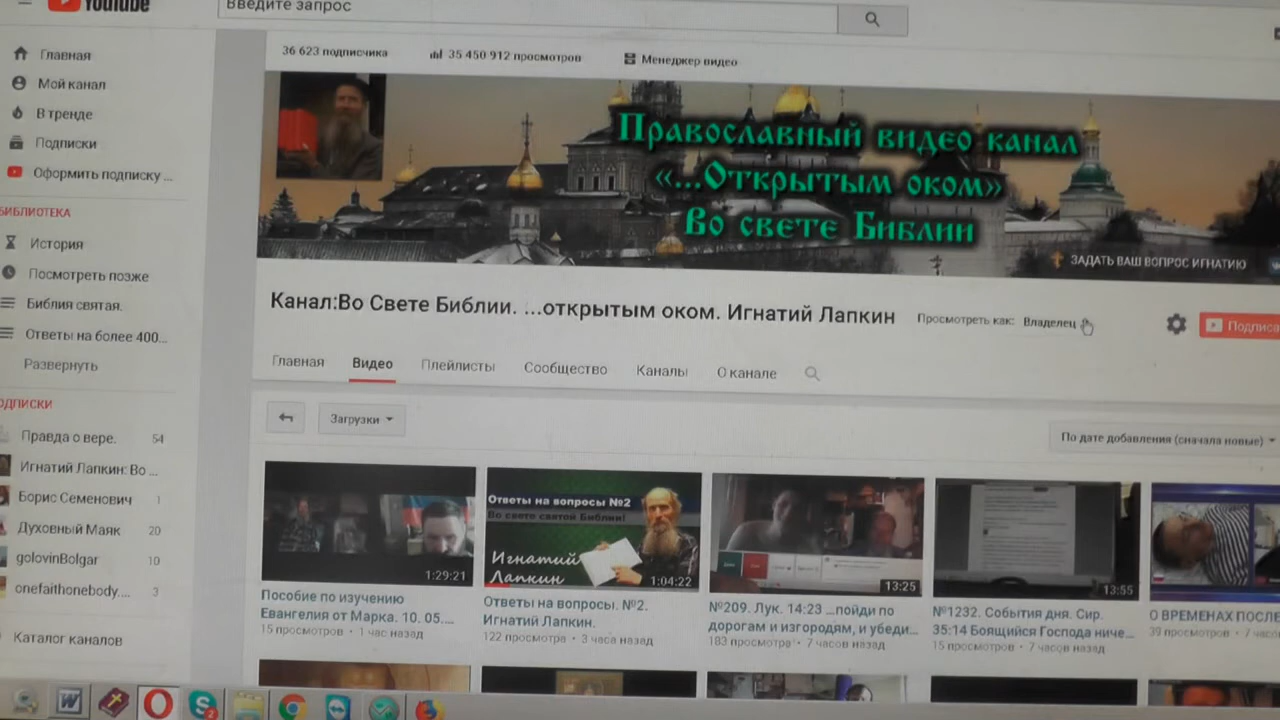 YouTube
Введите запрос
36 623 подписчика
35 450 912 просмотров
Менеджер видео
Главная
Мой канал
В тренде
Подписки
Оформить подписку ...
БИБЛИОТЕКА
История
Посмотреть позже
Библия святая.
Ответы на более 400...
Развернуть
Правда о вере. 54
Игнатий Лапкин: Во ...
Борис Семенович 1
Духовный Маяк 20
golovinBolgar 10
onefaithonebody.... 3
Каталог каналов
Православный видео канал
«...Открытым оком»
Во свете Библии
ЗАДАТЬ ВАШ ВОПРОС ИГНАТИЮ
Канал:Во Свете Библии. ...открытым оком. Игнатий Лапкин
Просмотреть как: Владелец
Главная Видео Плейлисты Сообщество Каналы О канале
Загрузки
По дате добавления (сначала новые)
1:29:21
Пособие по изучению
Евангелия от Марка. 10. 05....
15 просмотров • 1 час назад
Ответы на вопросы №2
Во свете святой Библии!
Игнатий
Лапкин
1:04:22
Ответы на вопросы. №2.
Игнатий Лапкин.
122 просмотра • 3 часа назад
13:25
№209. Лук. 14:23 ...пойди по
дорогам и изгородям, и убеди...
183 просмотра • 7 часов назад
13:55
№1232. События дня. Сир.
35:14 Боящийся Господа ниче...
15 просмотров • 7 часов назад
О ВРЕМЕНАХ ПОСЛЕ
39 просмотров • 7 часо